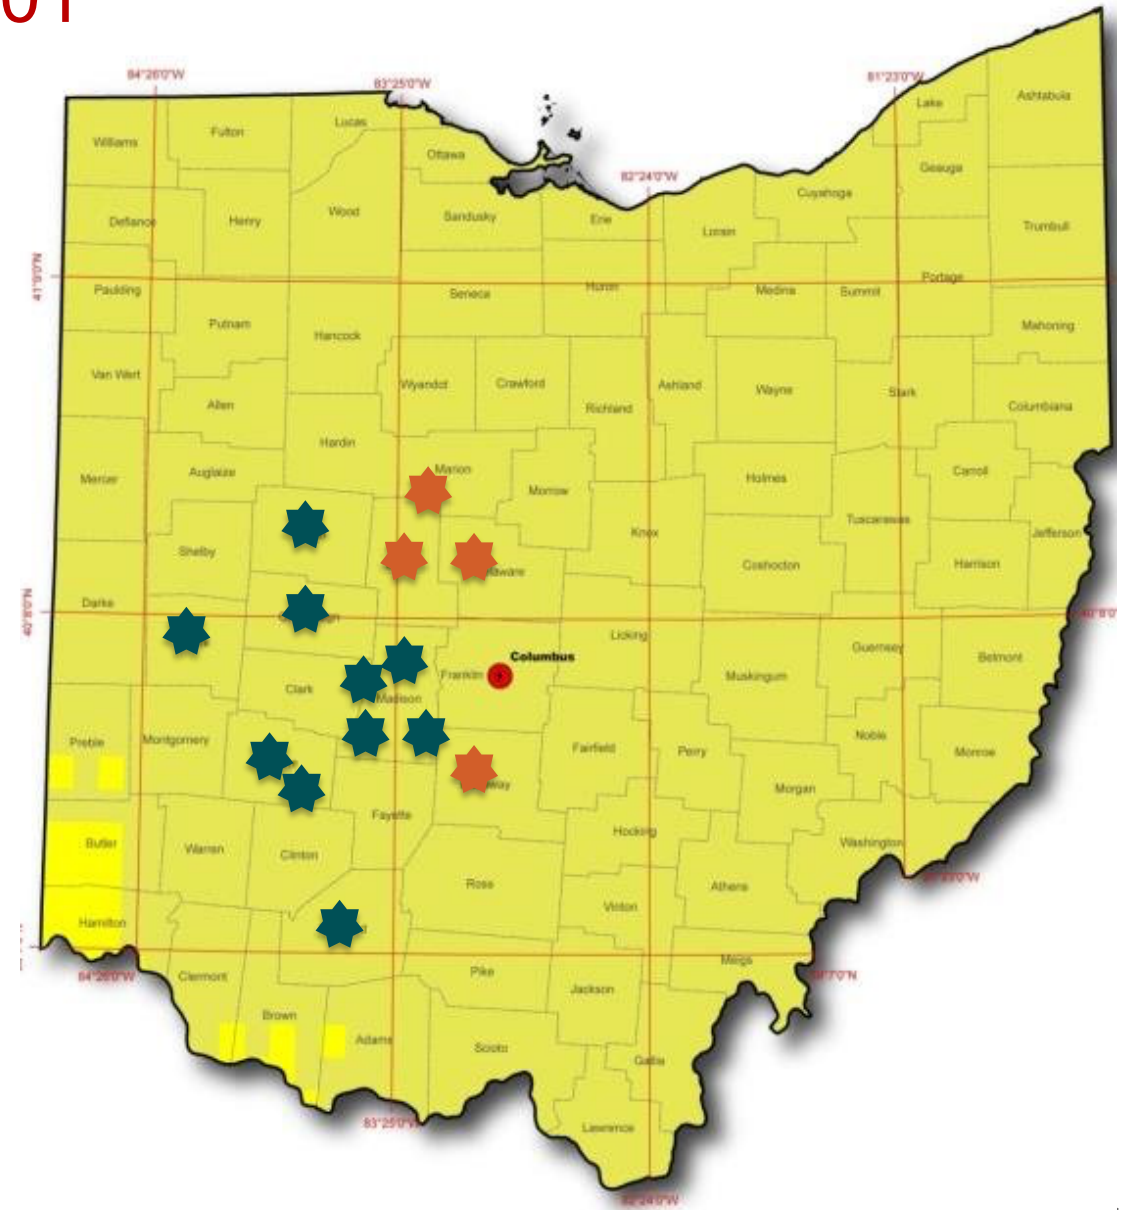 84°26'0"W
83°25'0"W
81°23'0"W
82°24'0"W
Lake
Ashtabula
Williams
Fulton
Lucas
Ottawa
Geauga
Cuyahoga
Defiance
Henry
Wood
Sandusky
Erie
Lorain
Trumbull
41°9'0"N
Paulding
Seneca
Huron
Medina
Summit
Portage
Putnam
Hancock
Mahoning
Van Wert
Wyandot
Crawford
Ashland
Wayne
Stark
Allen
Richland
Columbiana
Hardin
Marion
Mercer
Auglaize
Morrow
Holmes
Carroll
Shelby
Knox
Tuscarawas
Jefferson
Coshocton
Harrison
40°8'0"N
Darke
Licking
Guernsey
Belmont
Columbus
Franklin
Clark
Madison
Muskingum
Preble
Montgomery
Fairfield
Perry
Noble
Monroe
Morgan
Fayette
Hocking
Washington
Butler
Warren
Clinton
Ross
Athens
Vinton
Hamilton
84°26'0"W
Clermont
Pike
Jackson
Meigs
Brown
Adams
Scioto
Gallia
83°25'0"W
Lawrence
82°24'0"W